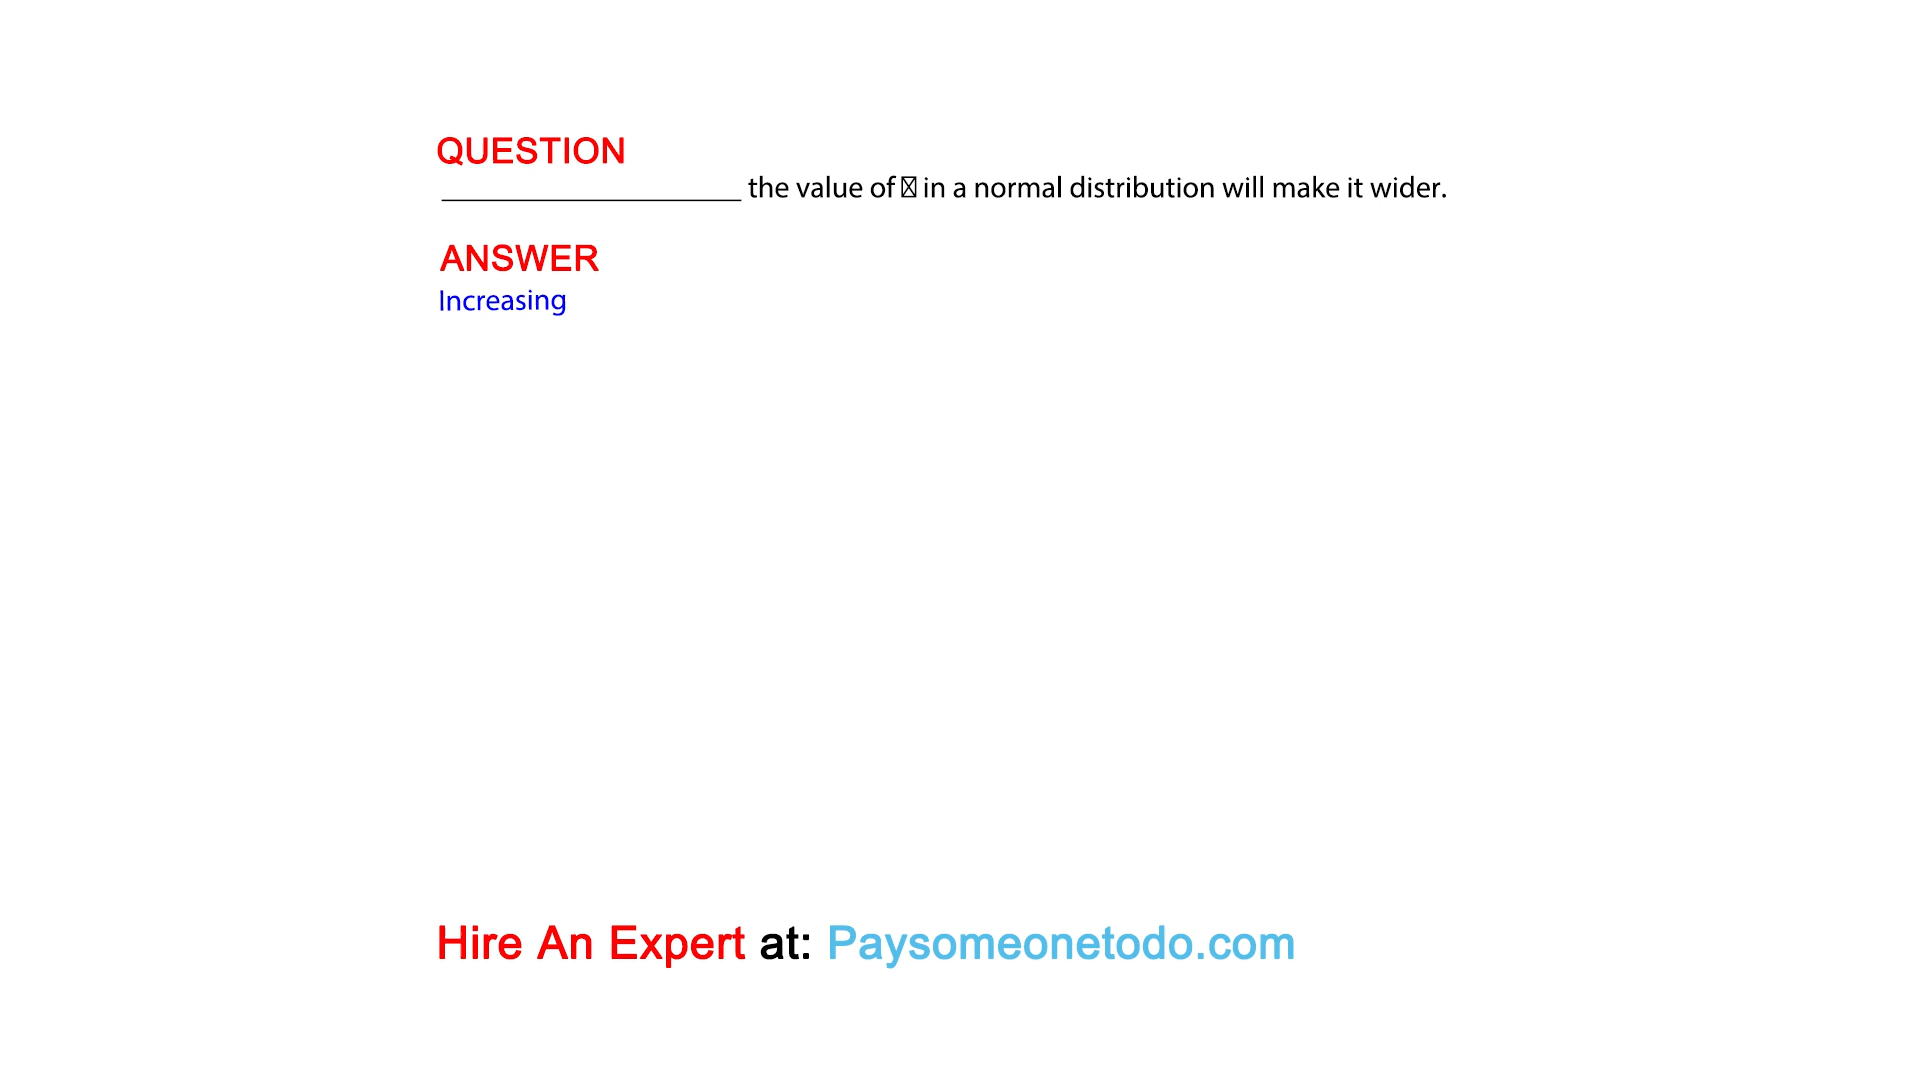 QUESTION
____________________ the value of in a normal distribution will make it wider.
ANSWER
Increasing
Hire An Expert at: Paysomeonetodo.com